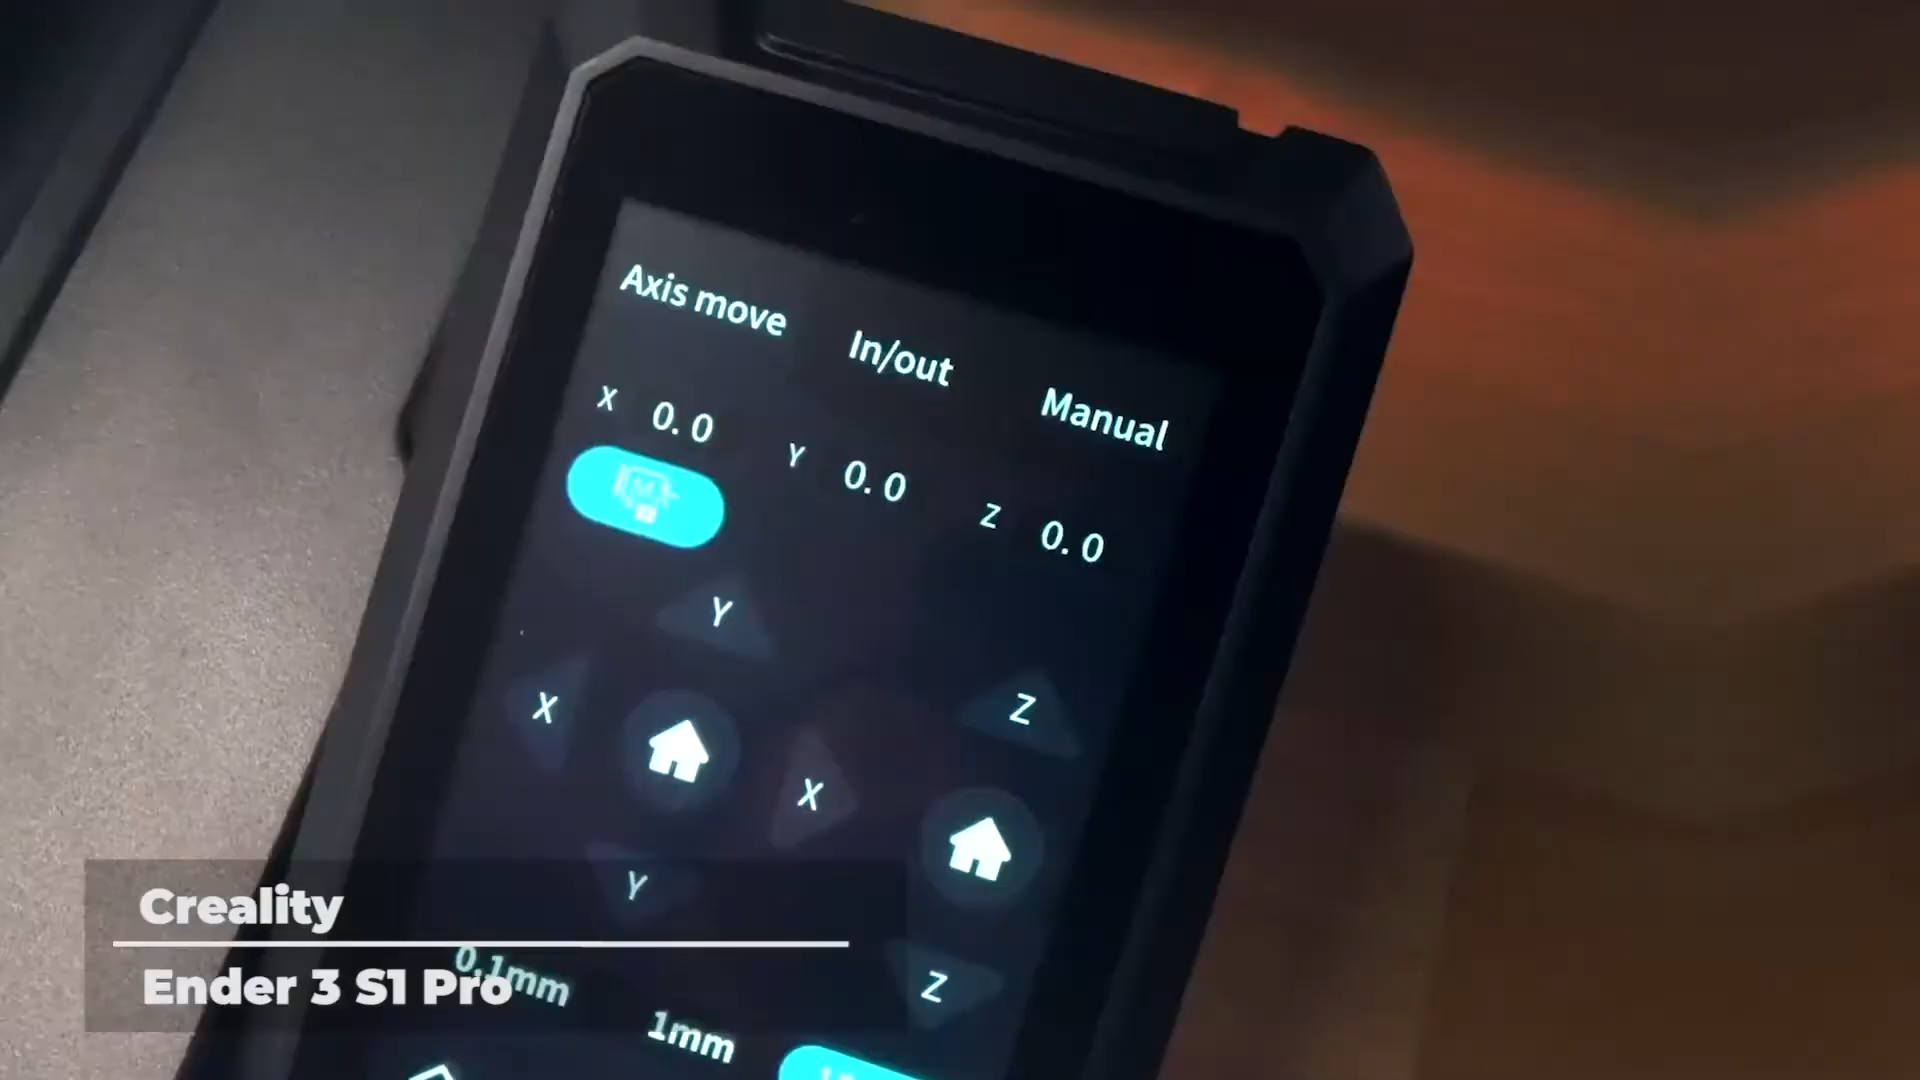 Axis move
In/out
Manual
X 0.0
Y 0.0
Z 0.0
M
Y
X
X
Z
Y
Z
0.1mm
1mm
Creality
Ender 3 S1 Pro